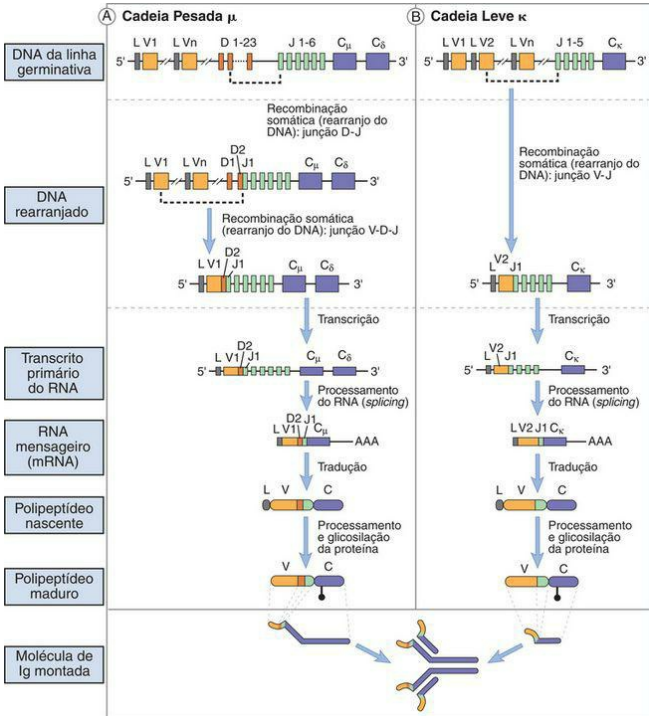 A Cadeia Pesada μ
B Cadeia Leve κ
DNA da linha
germinativa
L V1 L Vn D 1-23 J 1-6 Cμ Cδ
5' 3'
L V1 L V2 L Vn J 1-5 Cκ
5' 3'
Recombinação
somática (rearranjo
do DNA): junção D-J
DNA
rearranjado
D2
L V1 L Vn D1 J1 Cμ Cδ
5' 3'
Recombinação somática
(rearranjo do DNA): junção V-D-J
D2
L V1 J1 Cμ Cδ
5' 3'
Recombinação
somática (rearranjo
do DNA): junção V-J
V2
L J1 Cκ
5' 3'
Transcrição
Transcrição
Transcrito
primário
do RNA
D2
L V1 J1 Cμ Cδ
5' 3'
V2
L J1 Cκ
5' 3'
Processamento
do RNA (splicing)
Processamento
do RNA (splicing)
RNA
mensageiro
(mRNA)
D2 J1
L V1 Cμ
AAA
L V2 J1 Cκ
AAA
Tradução
Tradução
Polipeptídeo
nascente
L V C
L V C
Processamento
e glicosilação
da proteína
Processamento
e glicosilação
da proteína
Polipeptídeo
maduro
V C
V C
Molécula de
Ig montada